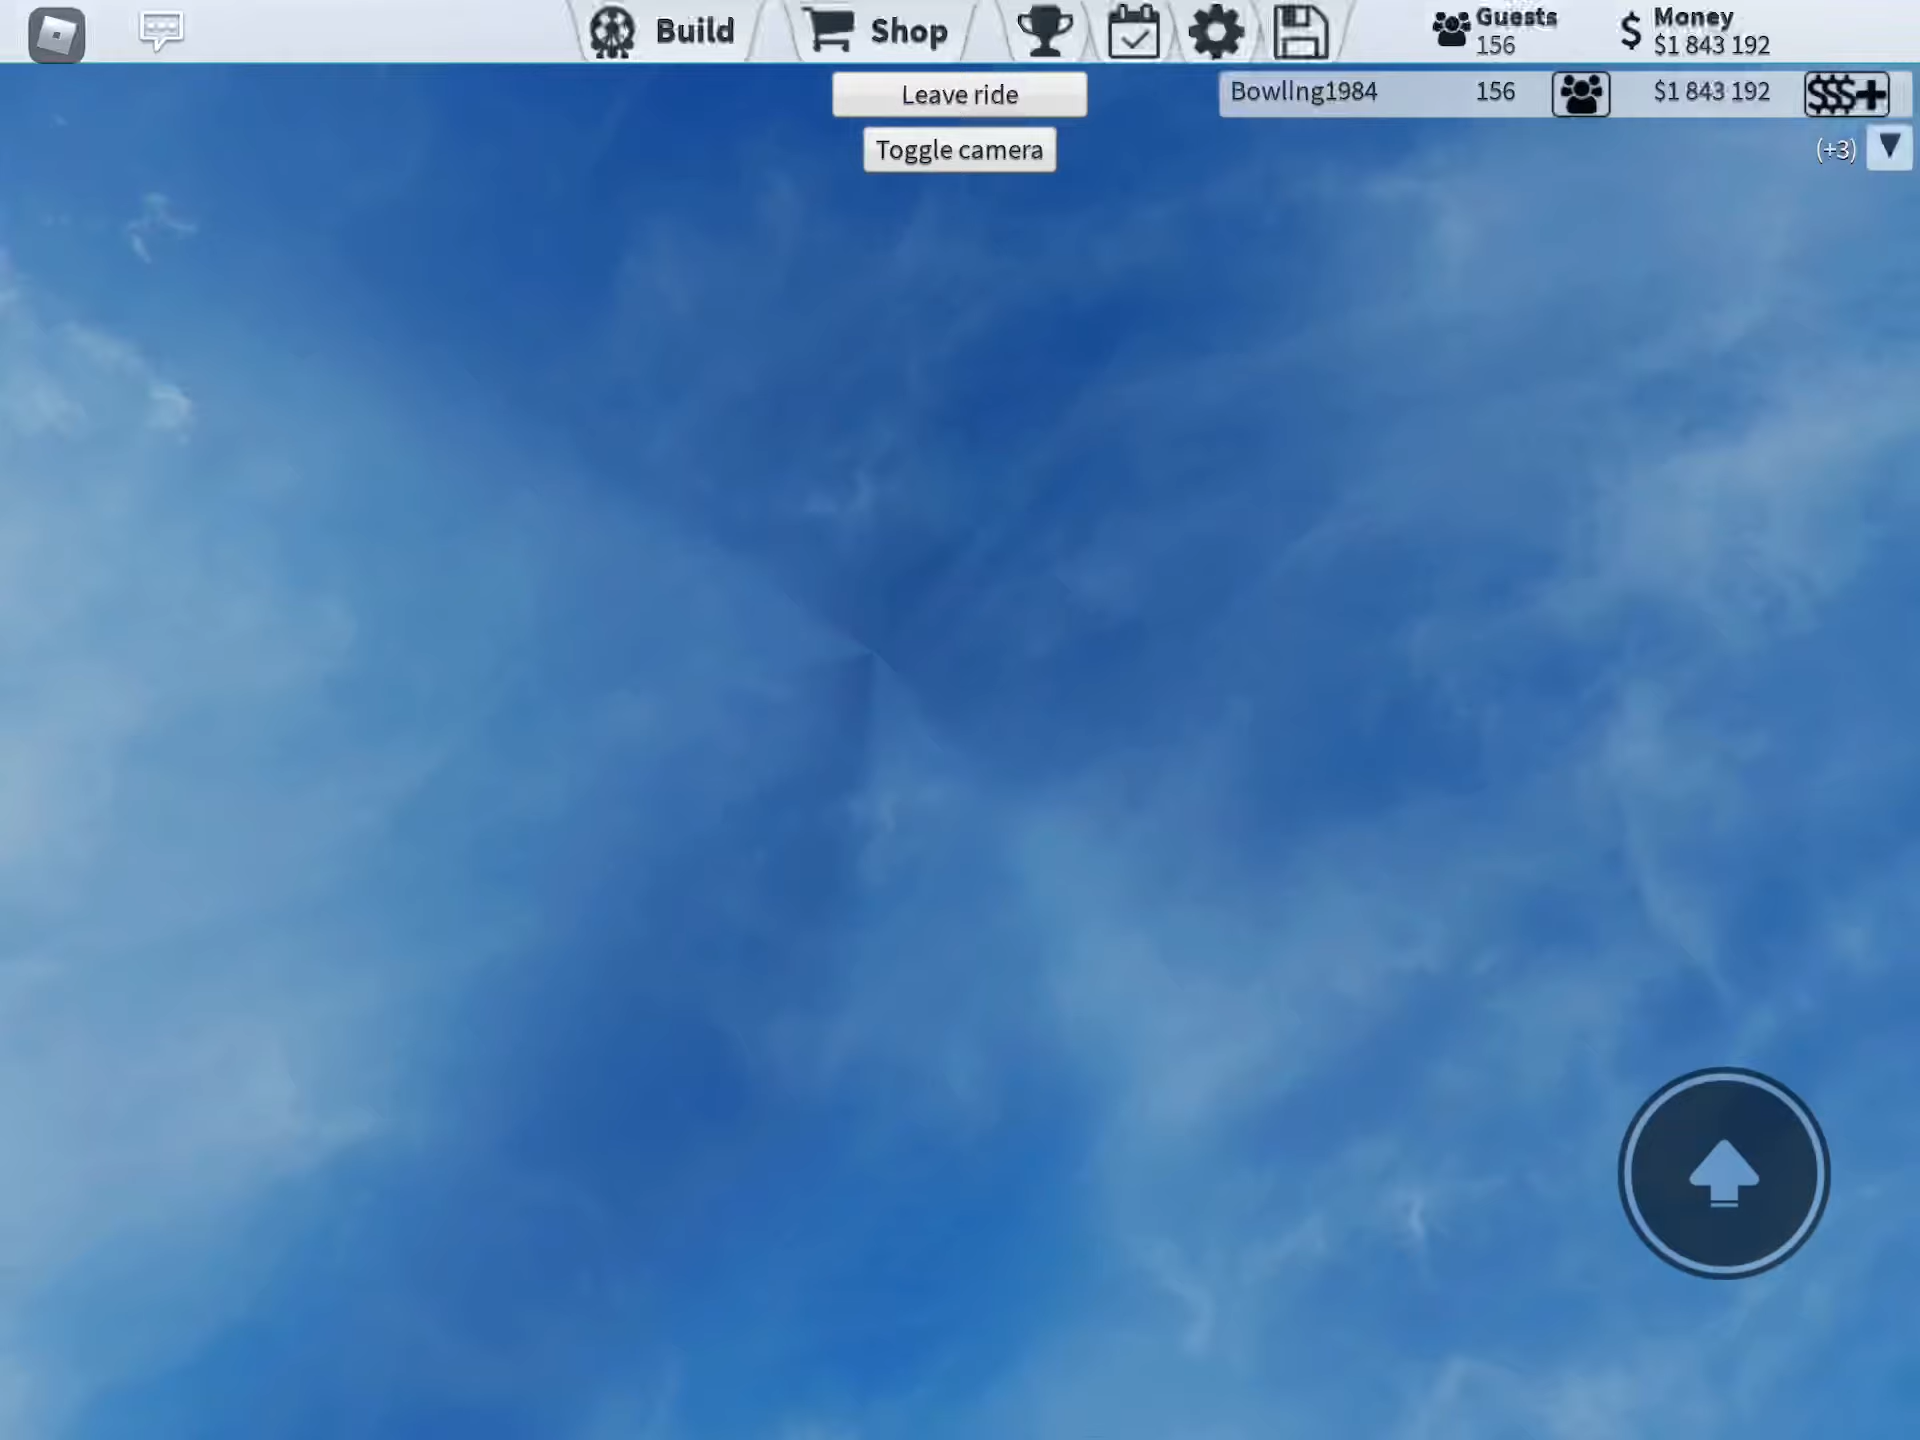 Build
Shop
Guests
156
$
Money
$1 843 192
Leave ride
Bowling1984
156
$1 843 192
$$$+
Toggle camera
(+3)